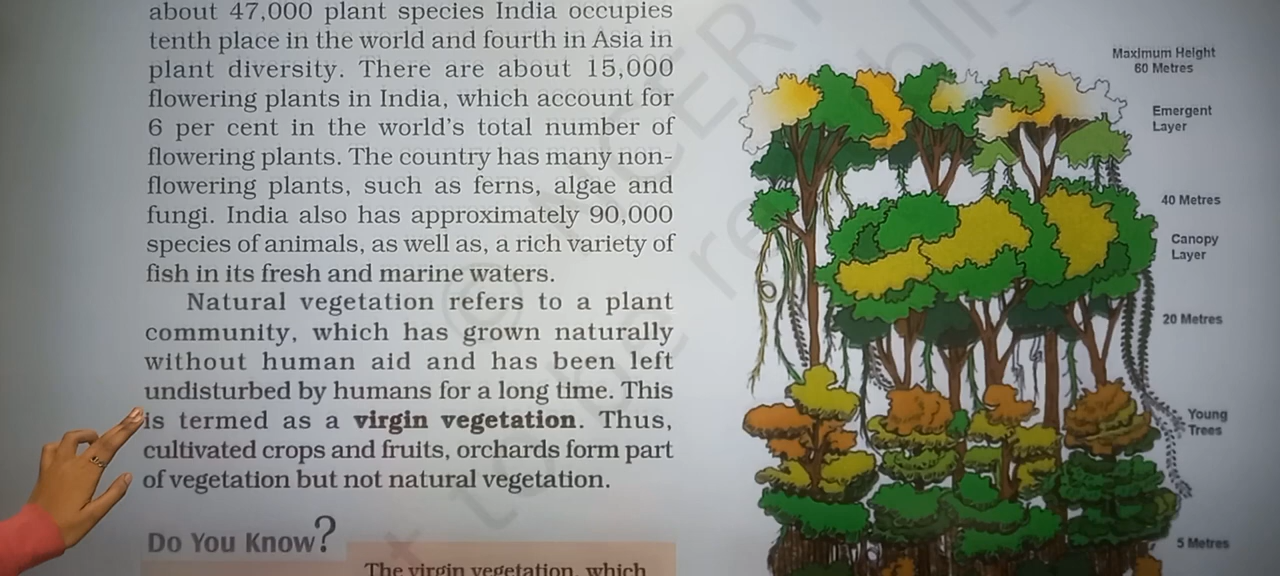 about 47,000 plant species India occupies
tenth place in the world and fourth in Asia in
plant diversity. There are about 15,000
flowering plants in India, which account for
6 per cent in the world's total number of
flowering plants. The country has many non-
flowering plants, such as ferns, algae and
fungi. India also has approximately 90,000
species of animals, as well as, a rich variety of
fish in its fresh and marine waters.
Natural vegetation refers to a plant
community, which has grown naturally
without human aid and has been left
undisturbed by humans for a long time. This
is termed as a virgin vegetation. Thus,
cultivated crops and fruits, orchards form part
of vegetation but not natural vegetation.
Do You Know?
The virgin vegetation, which
Maximum Height
60 Metres
Emergent
Layer
40 Metres
Canopy
Layer
20 Metres
Young
Trees
5 Metres